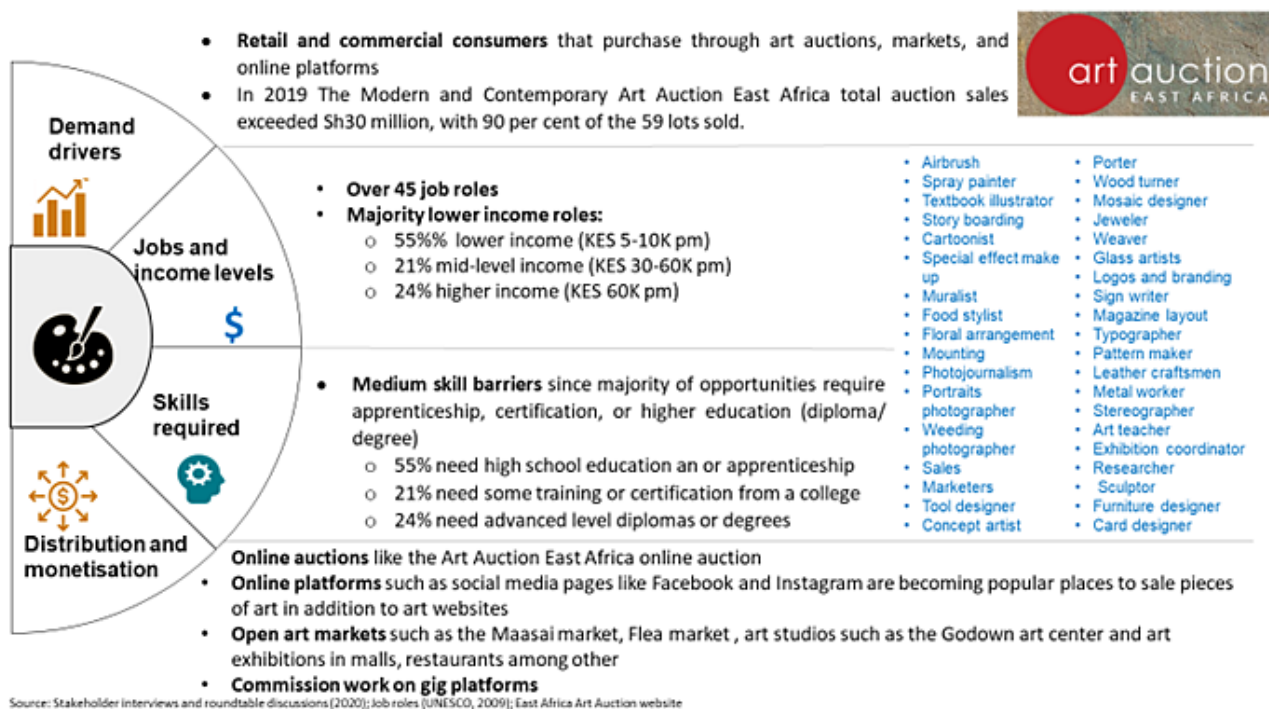 • Retail and commercial consumers that purchase through art auctions, markets, and
online platforms
• In 2019 The Modern and Contemporary Art Auction East Africa total auction sales
exceeded Sh30 million, with 90 per cent of the 59 lots sold.
art auction
EAST AFRICA
Demand
drivers
Jobs and
income levels
$
• Over 45 job roles
• Majority lower income roles:
o 55%% lower income (KES 5-10K pm)
o 21% mid-level income (KES 30-60K pm)
o 24% higher income (KES 60K pm)
• Airbrush
• Spray painter
• Textbook illustrator
• Story boarding
• Cartoonist
• Special effect make
up
• Muralist
• Food stylist
• Floral arrangement
• Mounting
• Photojournalism
• Portraits
photographer
• Weeding
photographer
• Sales
• Marketers
• Tool designer
• Concept artist
• Porter
• Wood turner
• Mosaic designer
• Jeweler
• Weaver
• Glass artists
• Logos and branding
• Sign writer
• Magazine layout
• Typographer
• Pattern maker
• Leather craftsmen
• Metal worker
• Stereographer
• Art teacher
• Exhibition coordinator
• Researcher
• Sculptor
• Furniture designer
• Card designer
Skills
required
• Medium skill barriers since majority of opportunities require
apprenticeship, certification, or higher education (diploma/
degree)
o 55% need high school education an or apprenticeship
o 21% need some training or certification from a college
o 24% need advanced level diplomas or degrees
$
Distribution and
monetisation
Online auctions like the Art Auction East Africa online auction
• Online platforms such as social media pages like Facebook and Instagram are becoming popular places to sale pieces
of art in addition to art websites
• Open art markets such as the Maasai market, Flea market , art studios such as the Godown art center and art
exhibitions in malls, restaurants among other
• Commission work on gig platforms
Source: Stakeholder interviews and roundtable discussions (2020); Job roles (UNESCO, 2009); East Africa Art Auction website